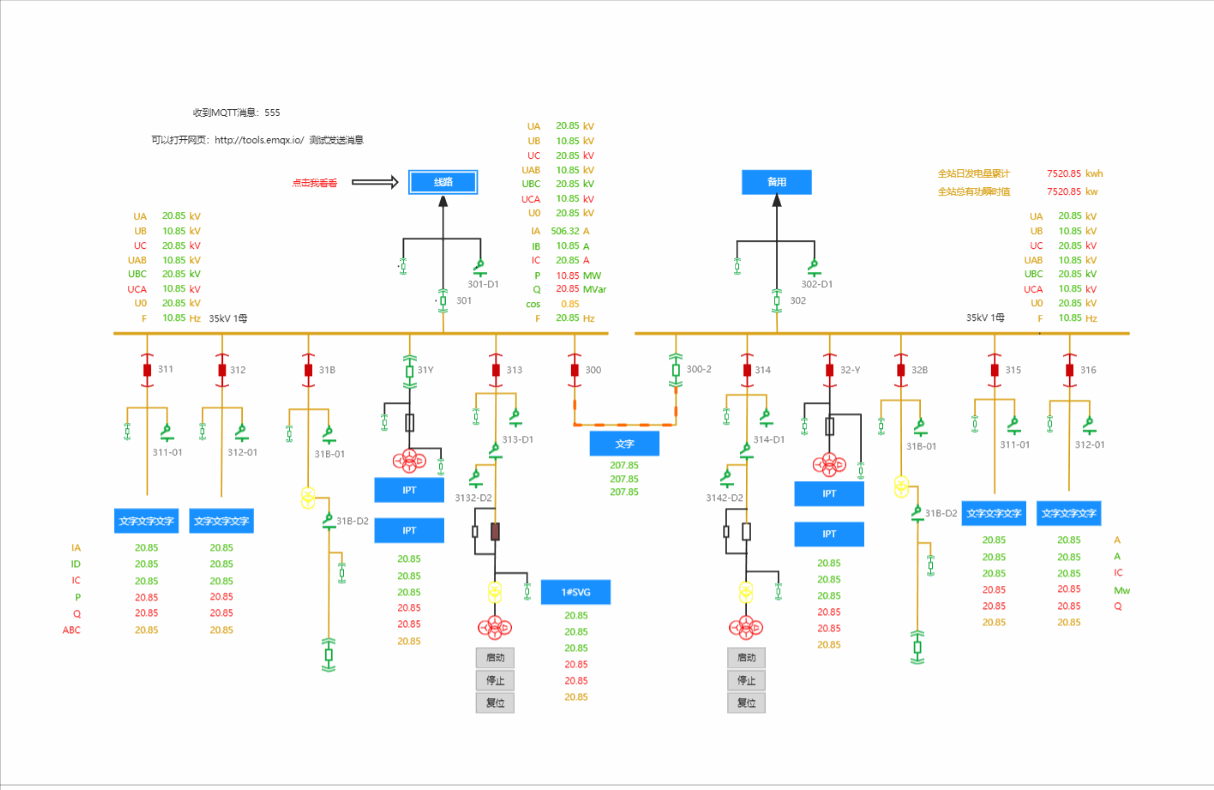 收到MQTT消息：555
可以打开网页：http://tools.emqx.io/ 测试发送消息
点击我看看
线路
UA 20.85 kV
UB 10.85 kV
UC 20.85 kV
UAB 10.85 kV
UBC 20.85 kV
UCA 10.85 kV
U0 20.85 kV
IA 506.32 A
IB 10.85 A
IC 20.85 A
P 10.85 MW
Q 20.85 MVar
cos 0.85
F 20.85 Hz
备用
全站日发电量累计 7520.85 kwh
全站总有功瞬时值 7520.85 kw
UA 20.85 kV
UB 10.85 kV
UC 20.85 kV
UAB 10.85 kV
UBC 20.85 kV
UCA 10.85 kV
U0 20.85 kV
F 10.85 Hz
35kV 1母
301-D1
301
302-D1
302
UA 20.85 kV
UB 10.85 kV
UC 20.85 kV
UAB 10.85 kV
UBC 20.85 kV
UCA 10.85 kV
U0 20.85 kV
35kV 1母
F 10.85 Hz
311
312
31B
31Y
313
300
300-2
314
32-Y
32B
315
316
311-01
312-01
31B-01
313-D1
314-D1
31B-01
311-01
312-01
文字
207.85
207.85
207.85
3132-D2
3142-D2
IPT
IPT
31B-D2
31B-D2
文字文字文字
文字文字文字
文字文字文字
文字文字文字
IPT
IPT
IA 20.85 20.85
ID 20.85 20.85
IC 20.85 20.85
P 20.85 20.85
Q 20.85 20.85
ABC 20.85 20.85
20.85
20.85
20.85
20.85
20.85
20.85
1#SVG
20.85
20.85
20.85
20.85
20.85
20.85
启动
停止
复位
启动
停止
复位
20.85
20.85
20.85
20.85
20.85
20.85
20.85 20.85 A
20.85 20.85 A
20.85 20.85 IC
20.85 20.85 Mw
20.85 20.85 Q
20.85 20.85